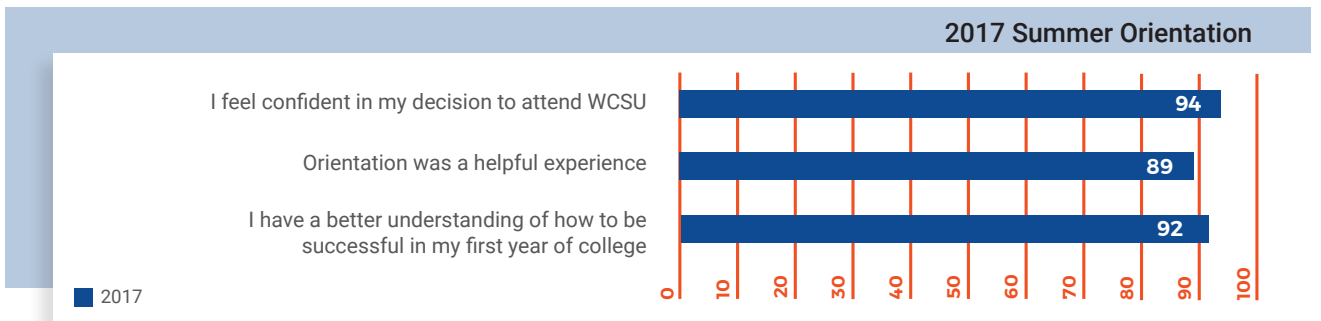 2017 Summer Orientation
I feel confident in my decision to attend WCSU
94
Orientation was a helpful experience
89
I have a better understanding of how to be
successful in my first year of college
92
0 10 20 30 40 50 60 70 80 90 100
2017